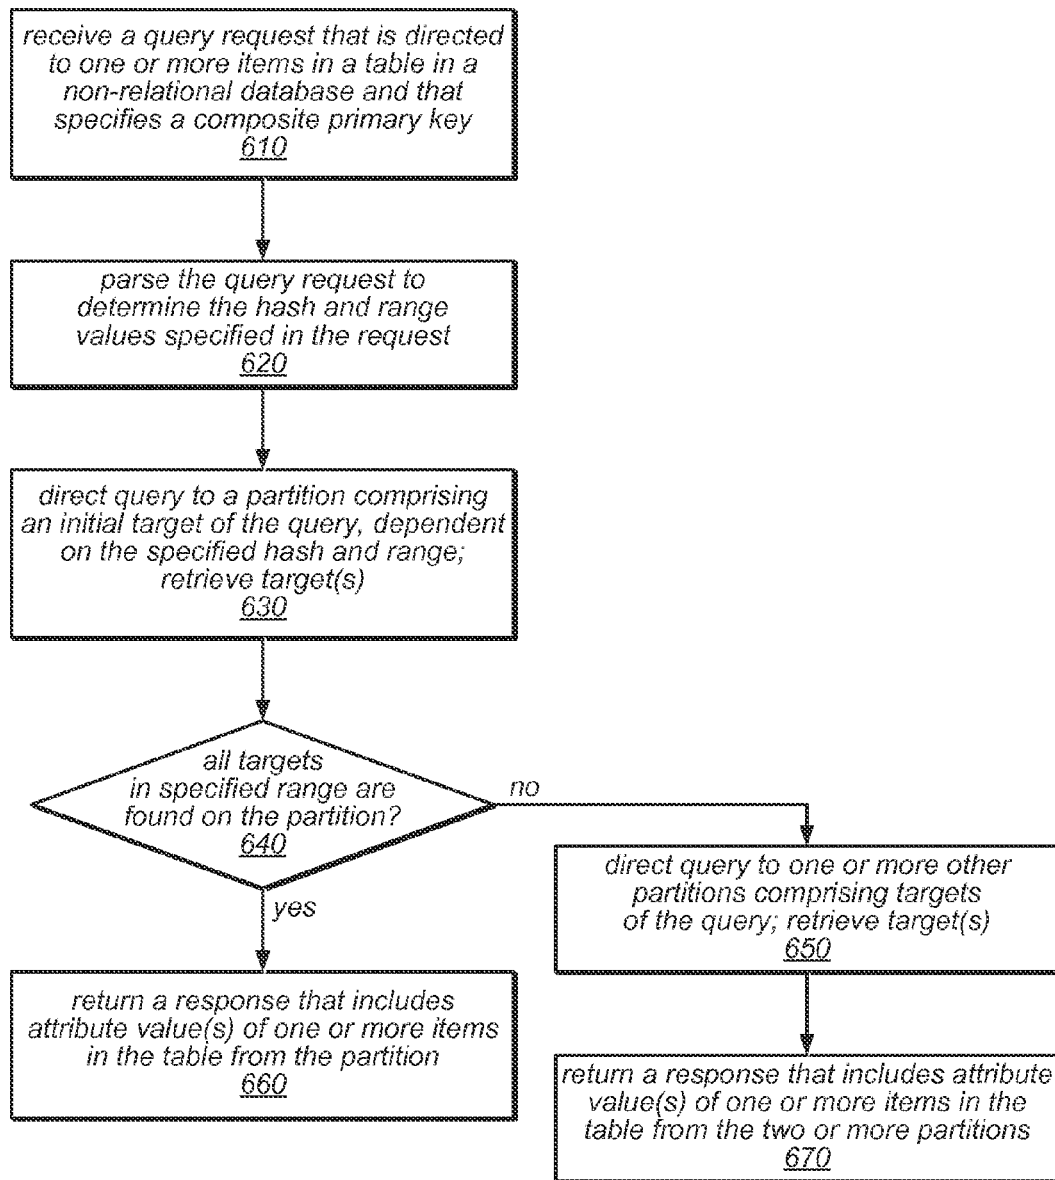 receive a query request that is directed
to one or more items in a table in a
non-relational database and that
specifies a composite primary key
610
parse the query request to
determine the hash and range
values specified in the request
620
direct query to a partition comprising
an initial target of the query, dependent
on the specified hash and range;
retrieve target(s)
630
all targets
in specified range are
found on the partition?
640
no
yes
direct query to one or more other
partitions comprising targets
of the query; retrieve target(s)
650
return a response that includes
attribute value(s) of one or more items
in the table from the partition
660
return a response that includes attribute
value(s) of one or more items in the
table from the two or more partitions
670